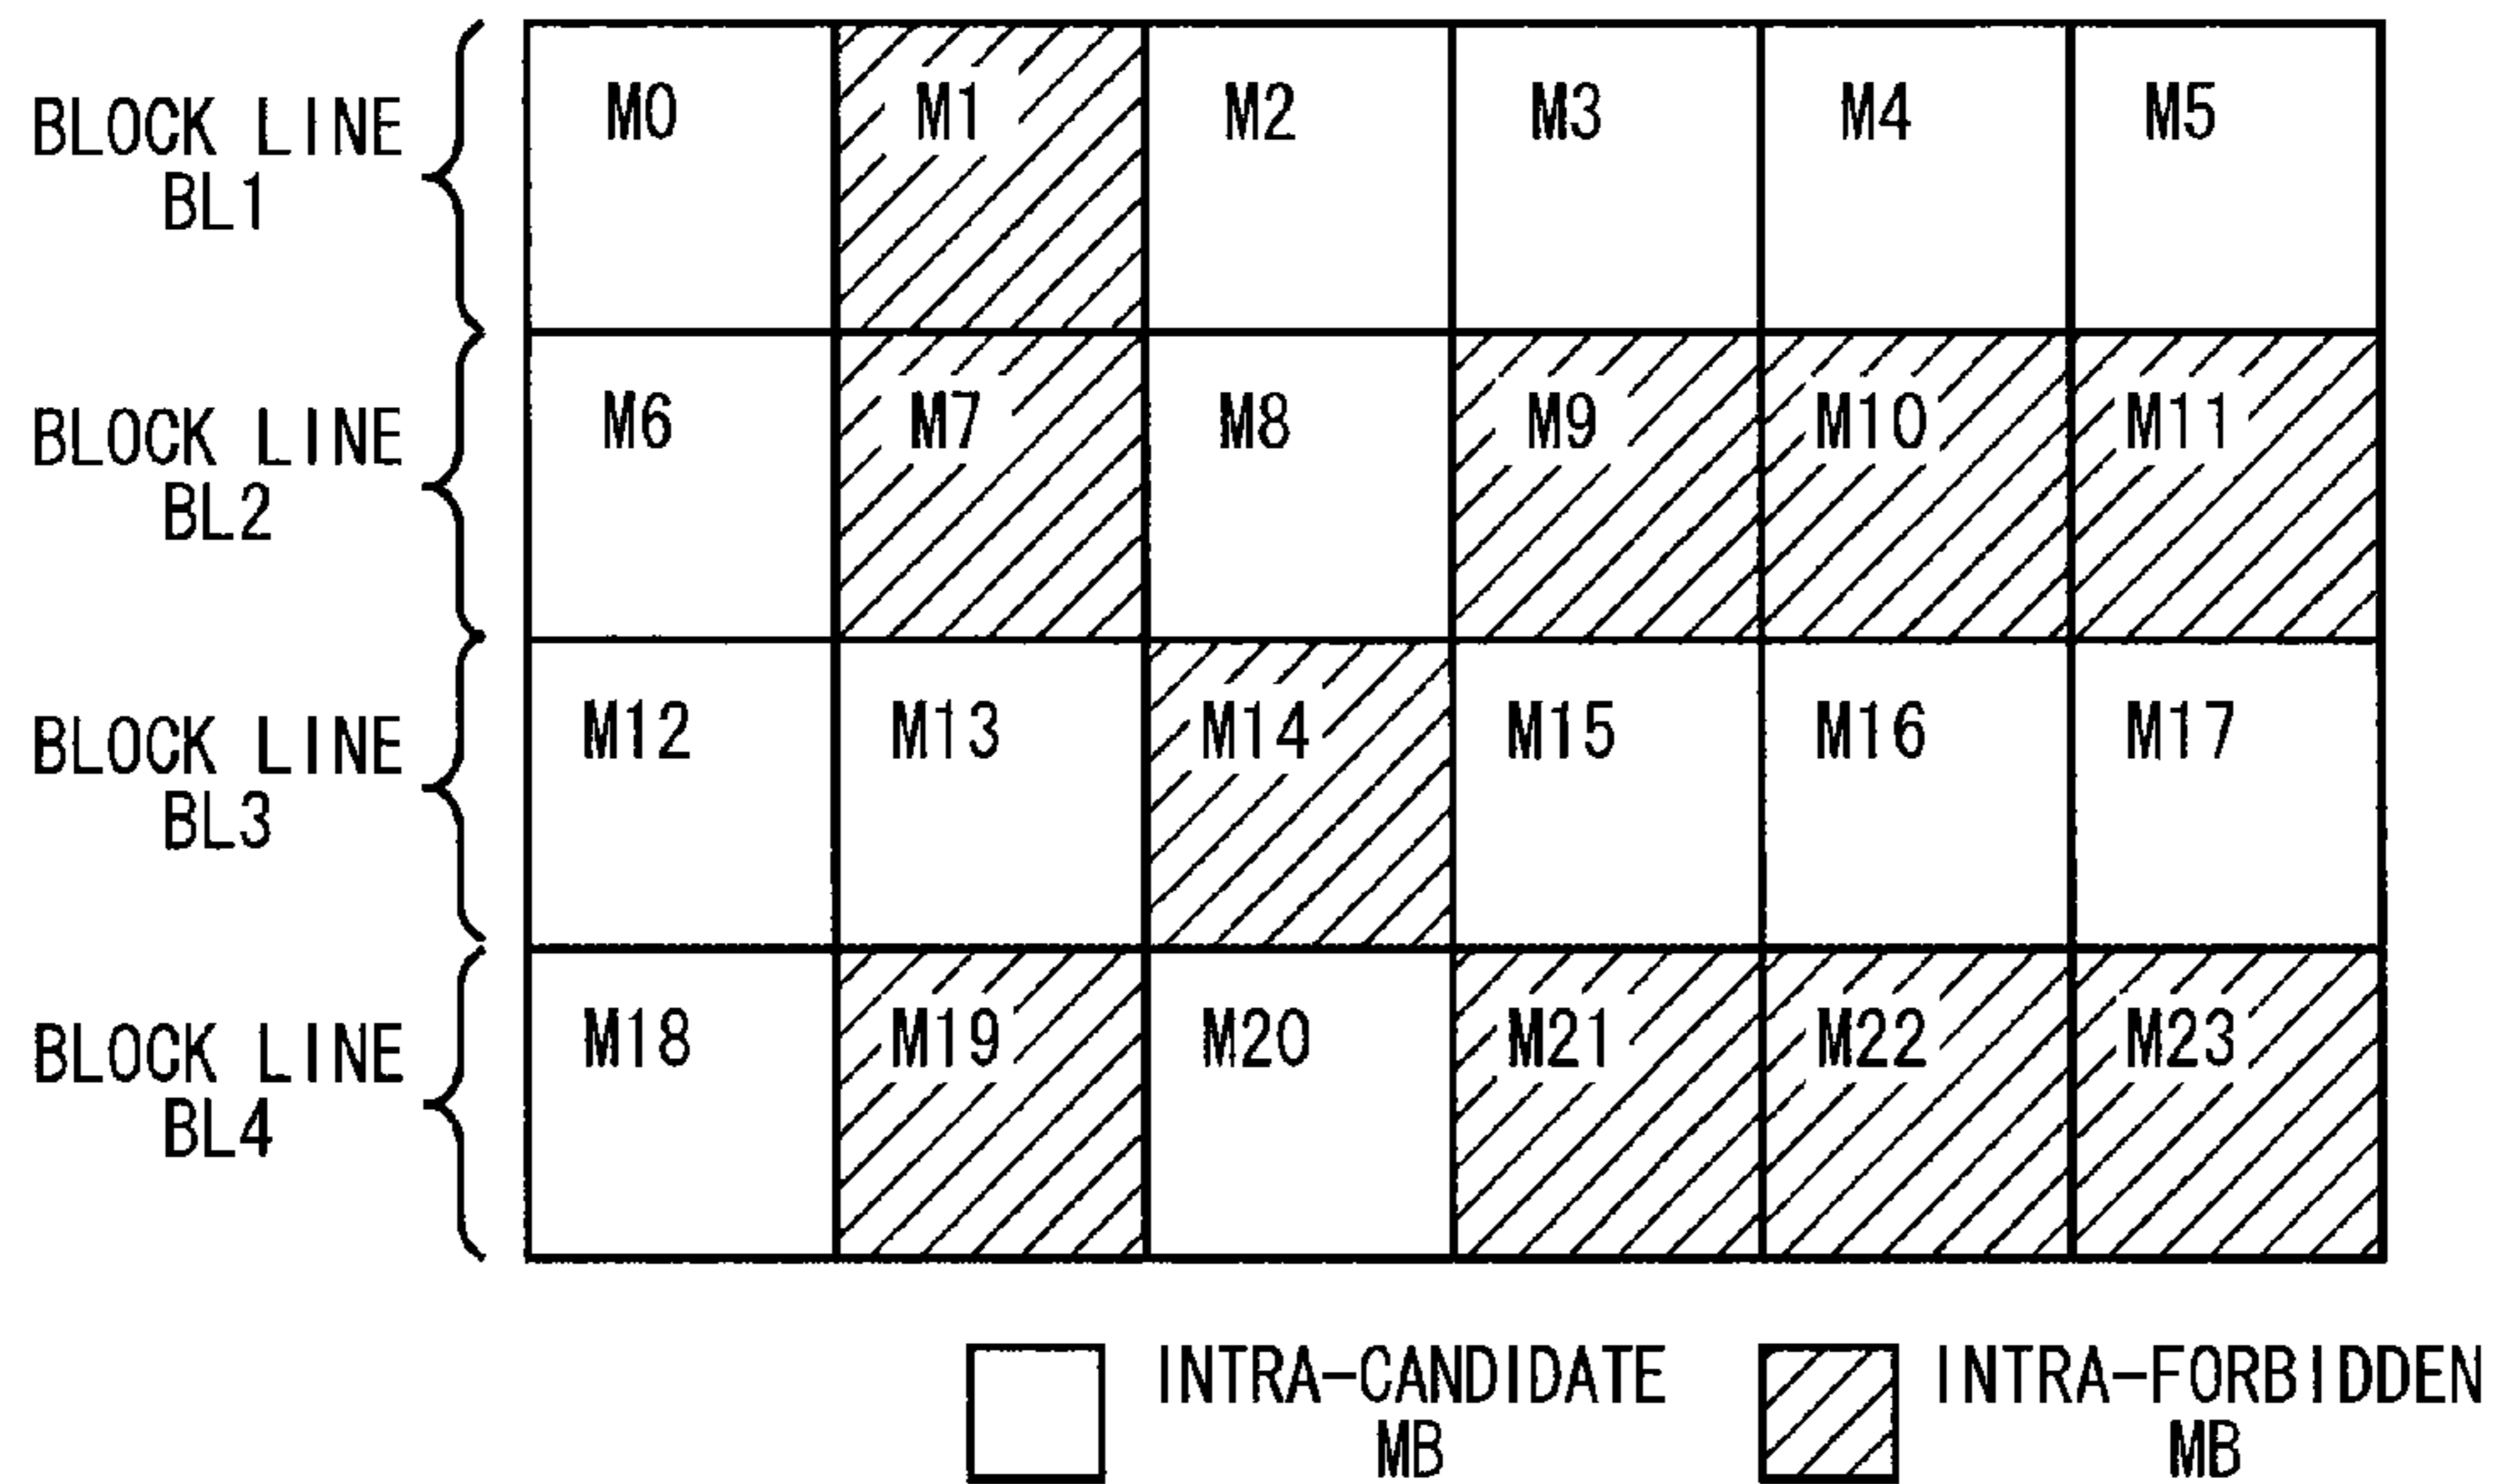 BLOCK LINE
BL1
M0 M1 M2 M3 M4 M5
BLOCK LINE
BL2
M6 M7 M8 M9 M10 M11
BLOCK LINE
BL3
M12 M13 M14 M15 M16 M17
BLOCK LINE
BL4
M18 M19 M20 M21 M22 M23
INTRA-CANDIDATE
MB
INTRA-FORBIDDEN
MB